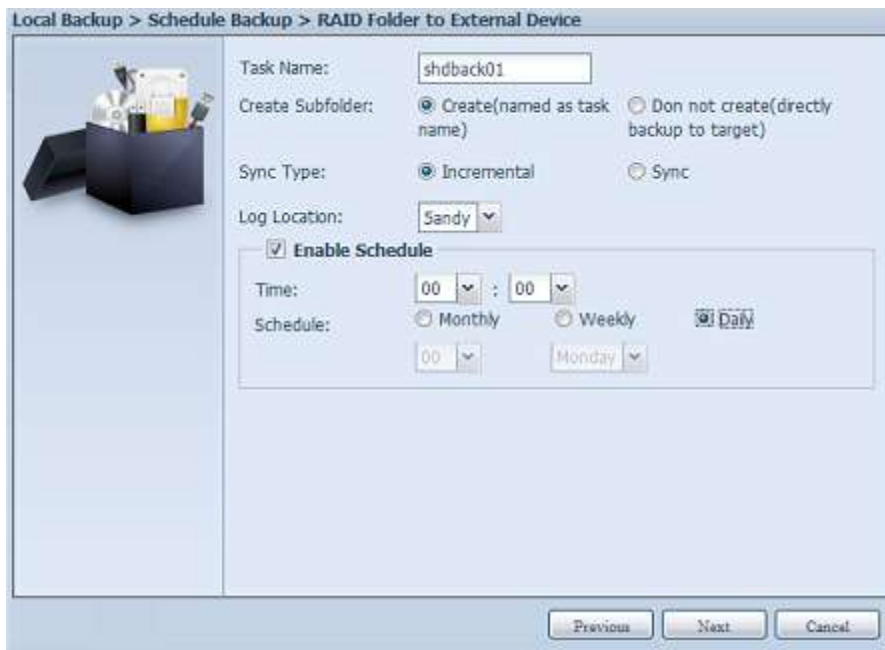 Local Backup > Schedule Backup > RAID Folder to External Device
Task Name: shdback01
Create Subfolder: Create(named as task name) Don not create(directly backup to target)
Sync Type: Incremental Sync
Log Location: Sandy
Enable Schedule
Time: 00 : 00
Schedule: Monthly Weekly Daily
00 Monday
Previous Next Cancel